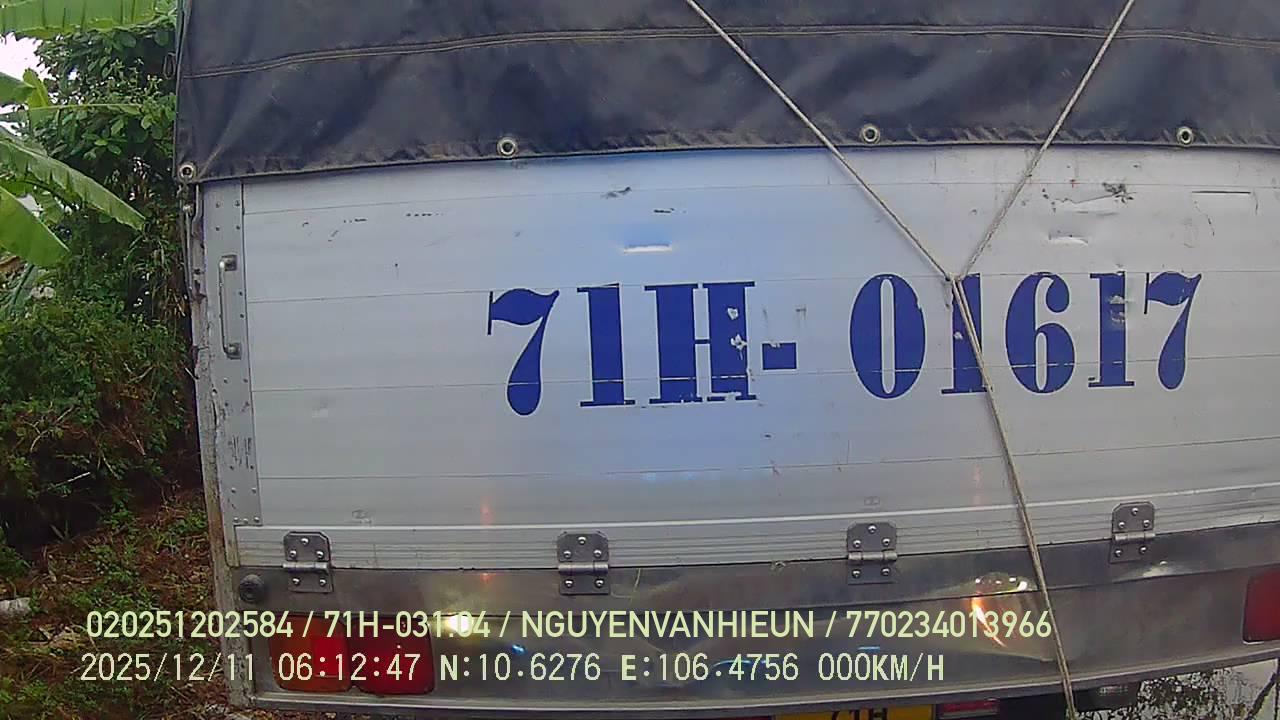 71H- 01617
020251202584 / 71H-031.04 / NGUYENVANHIEUN / 770234013966
2025/12/11 06:12:47 N:10.6276 E:106.4756 000KM/H